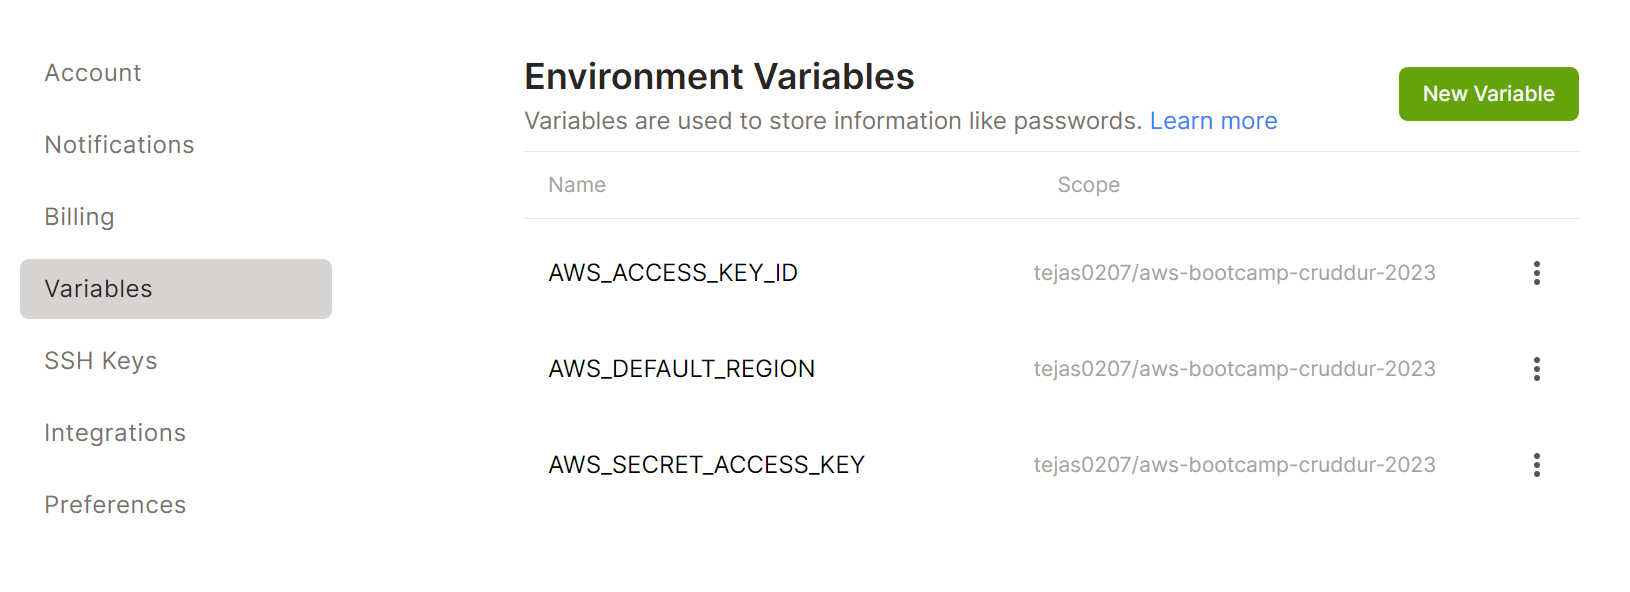 Account
Notifications
Billing
Variables
SSH Keys
Integrations
Preferences
Environment Variables
Variables are used to store information like passwords. Learn more
New Variable
Name Scope
AWS_ACCESS_KEY_ID tejas0207/aws-bootcamp-cruddur-2023
AWS_DEFAULT_REGION tejas0207/aws-bootcamp-cruddur-2023
AWS_SECRET_ACCESS_KEY tejas0207/aws-bootcamp-cruddur-2023